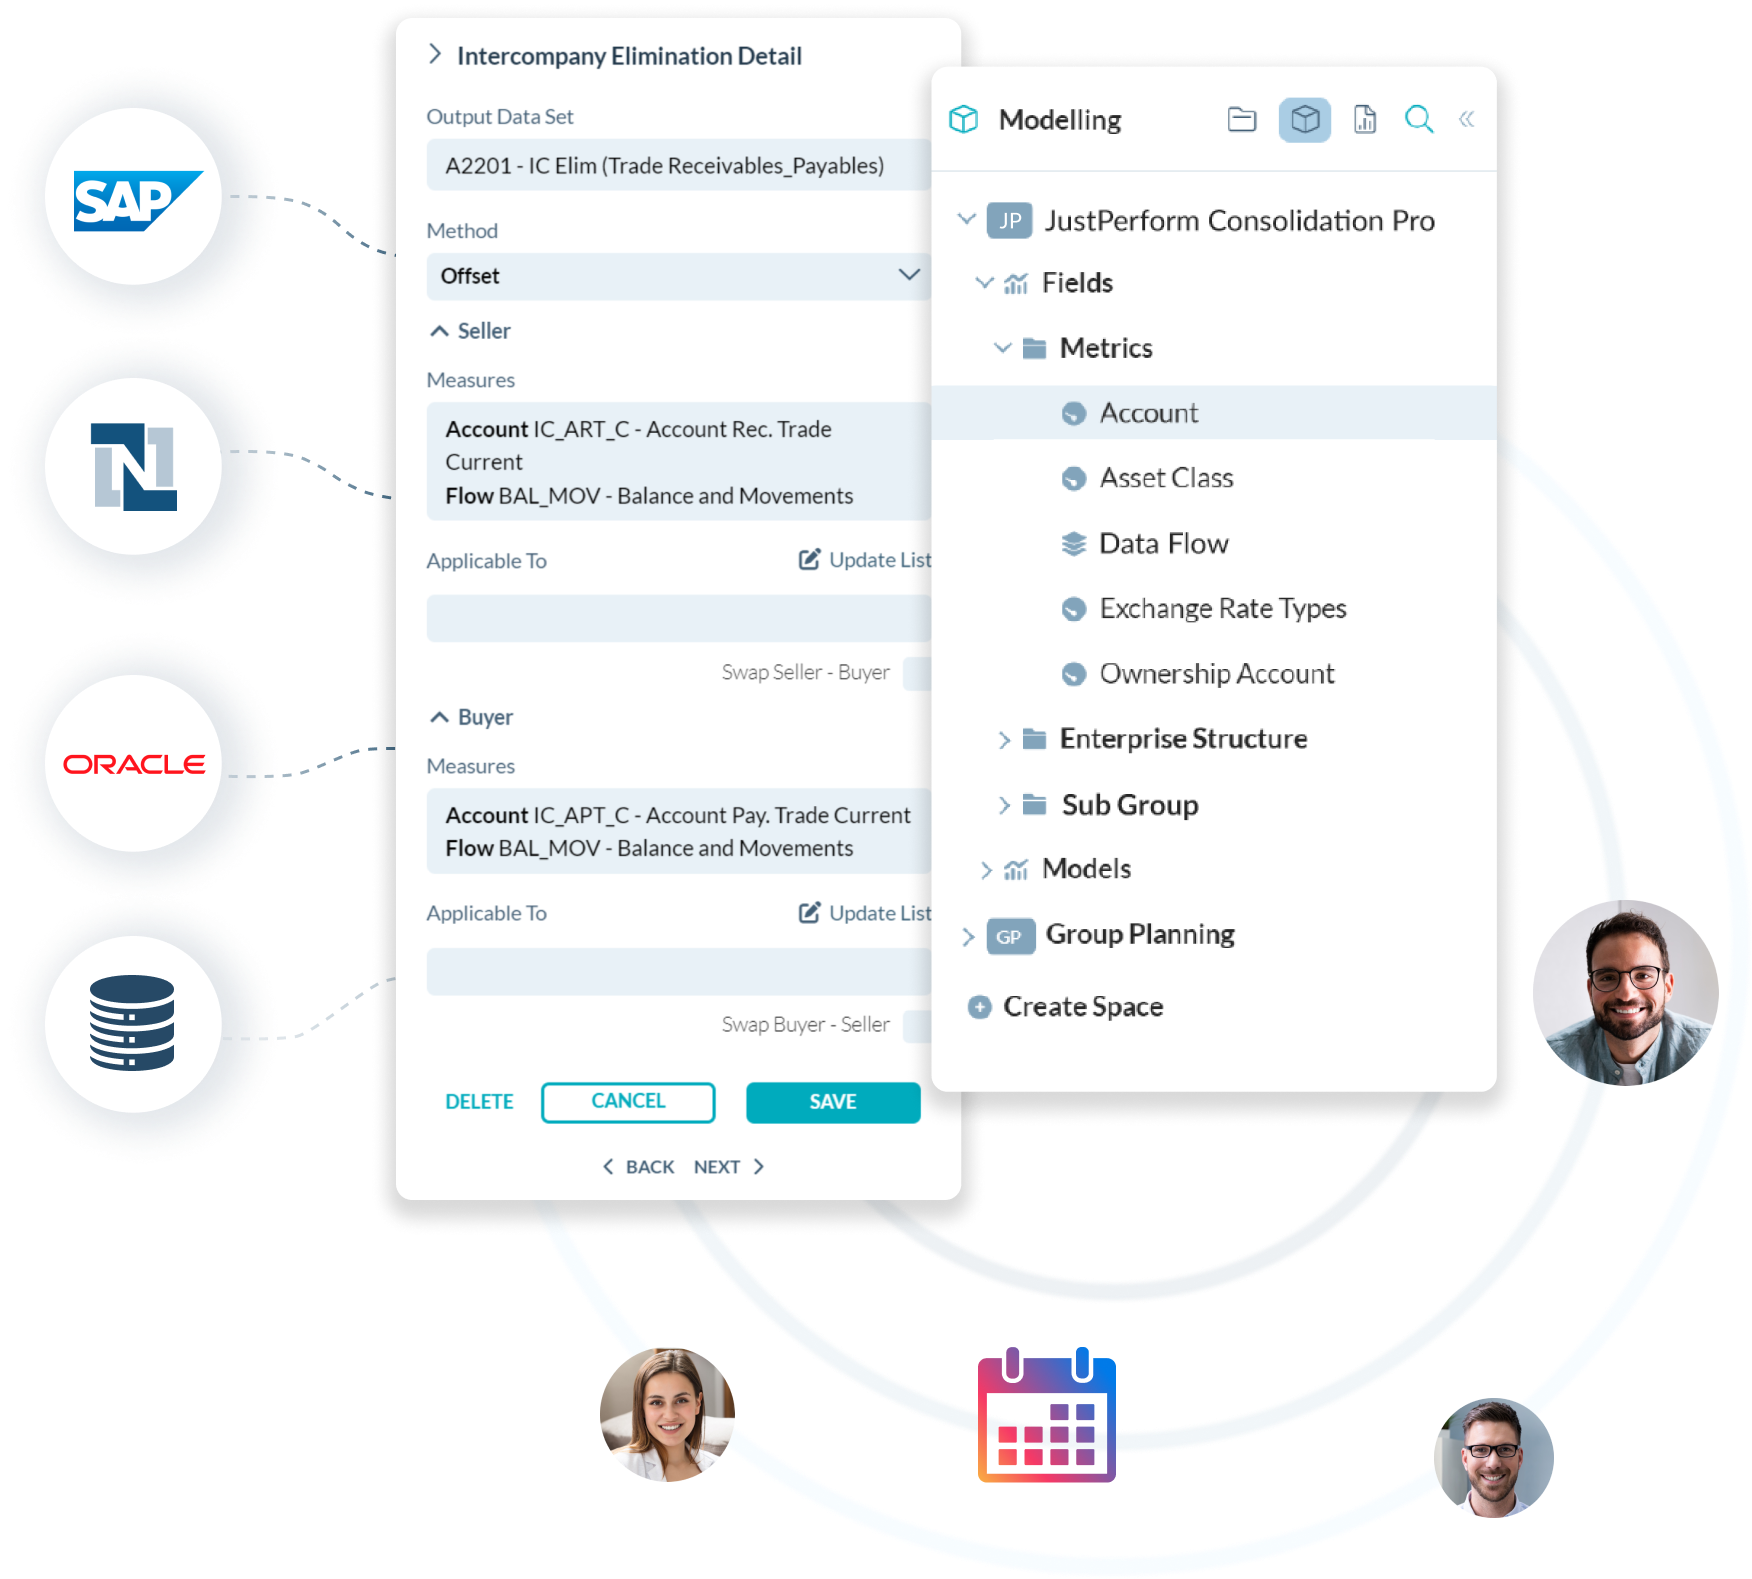 SAP
N
ORACLE
Intercompany Elimination Detail
Output Data Set
A2201 - IC Elim (Trade Receivables_Payables)
Method
Offset
Seller
Measures
Account IC_ART_C - Account Rec. Trade
Current
Flow BAL_MOV - Balance and Movements
Applicable To
Update List
Swap Seller - Buyer
Buyer
Measures
Account IC_APT_C - Account Pay. Trade Current
Flow BAL_MOV - Balance and Movements
Applicable To
Update List
Swap Buyer - Seller
DELETE
CANCEL
SAVE
BACK
NEXT
Modelling
JP
JustPerform Consolidation Pro
Fields
Metrics
Account
Asset Class
Data Flow
Exchange Rate Types
Ownership Account
Enterprise Structure
Sub Group
Models
GP
Group Planning
Create Space